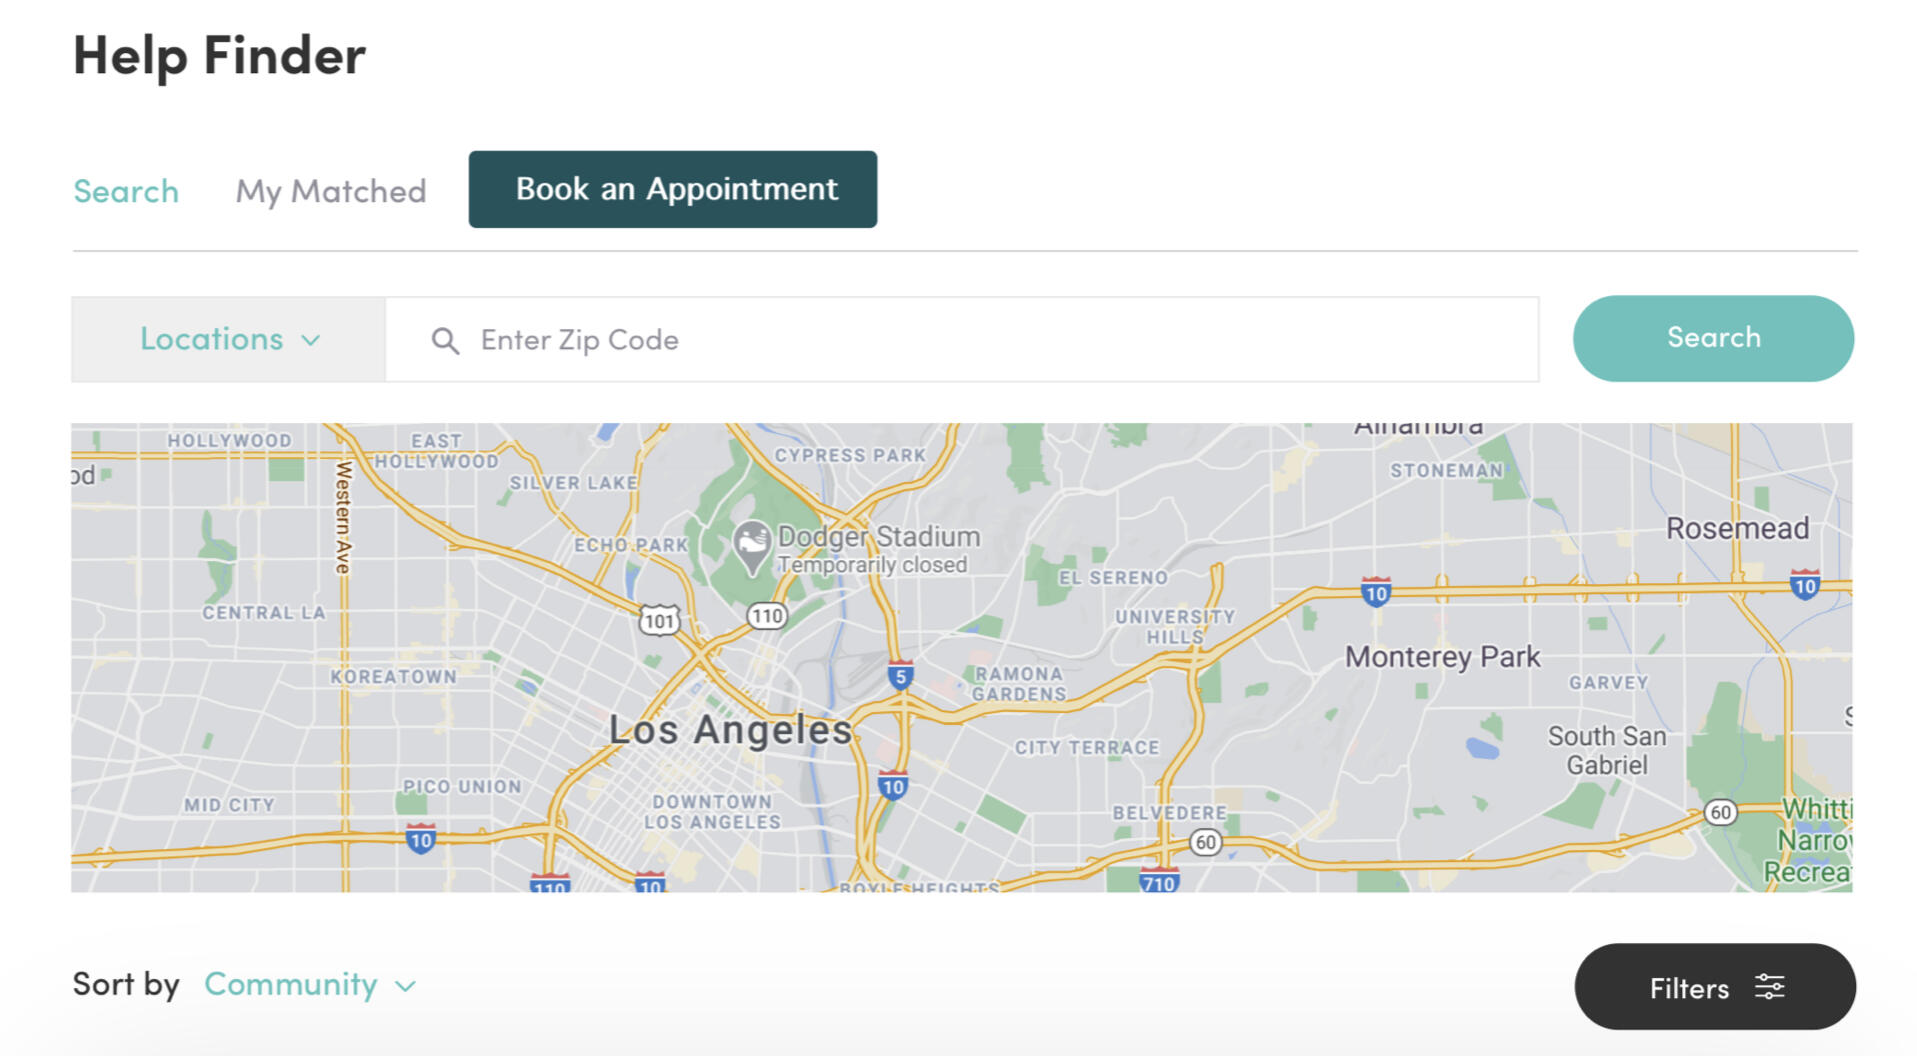 Help Finder
Search
My Matched
Book an Appointment
Locations
Enter Zip Code
Search
HOLLYWOOD
EAST
HOLLYWOOD
Western Ave
SILVER LAKE
CYPRESS PARK
Alhambra
STONEMAN
od
ECHO PARK
Dodger Stadium
Temporarily closed
Rosemead
EL SERENO
10
10
CENTRAL LA
101
110
UNIVERSITY
HILLS
Monterey Park
KOREATOWN
5
RAMONA
GARDENS
GARVEY
Los Angeles
CITY TERRACE
South San
Gabriel
S
PICO UNION
10
MID CITY
DOWNTOWN
LOS ANGELES
BELVEDERE
60
Whitti
Narro
Recrea
10
60
110
10
BOYLE HEIGHTS
710
Sort by
Community
Filters